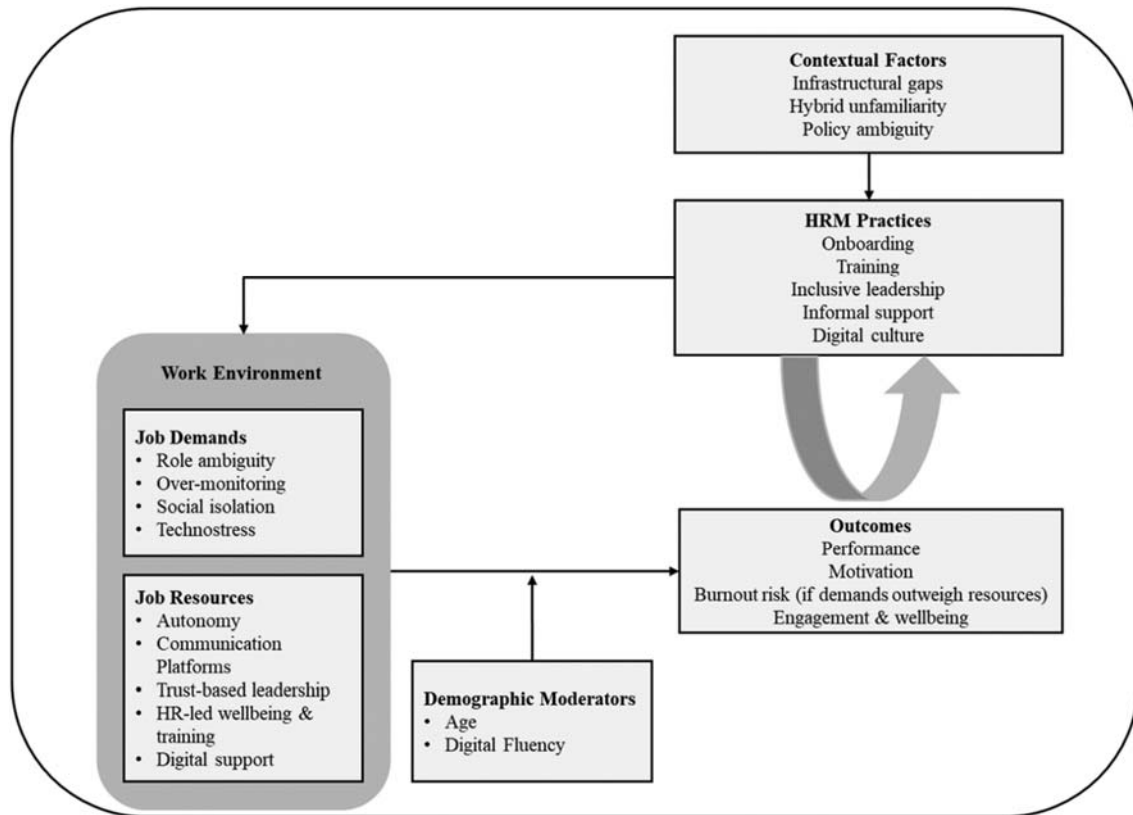 Contextual Factors
Infrastructural gaps
Hybrid unfamiliarity
Policy ambiguity
HRM Practices
Onboarding
Training
Inclusive leadership
Informal support
Digital culture
Work Environment
Job Demands
• Role ambiguity
• Over-monitoring
• Social isolation
• Technostress
Job Resources
• Autonomy
• Communication
Platforms
• Trust-based leadership
• HR-led wellbeing &
training
• Digital support
Demographic Moderators
• Age
• Digital Fluency
Outcomes
Performance
Motivation
Burnout risk (if demands outweigh resources)
Engagement & wellbeing